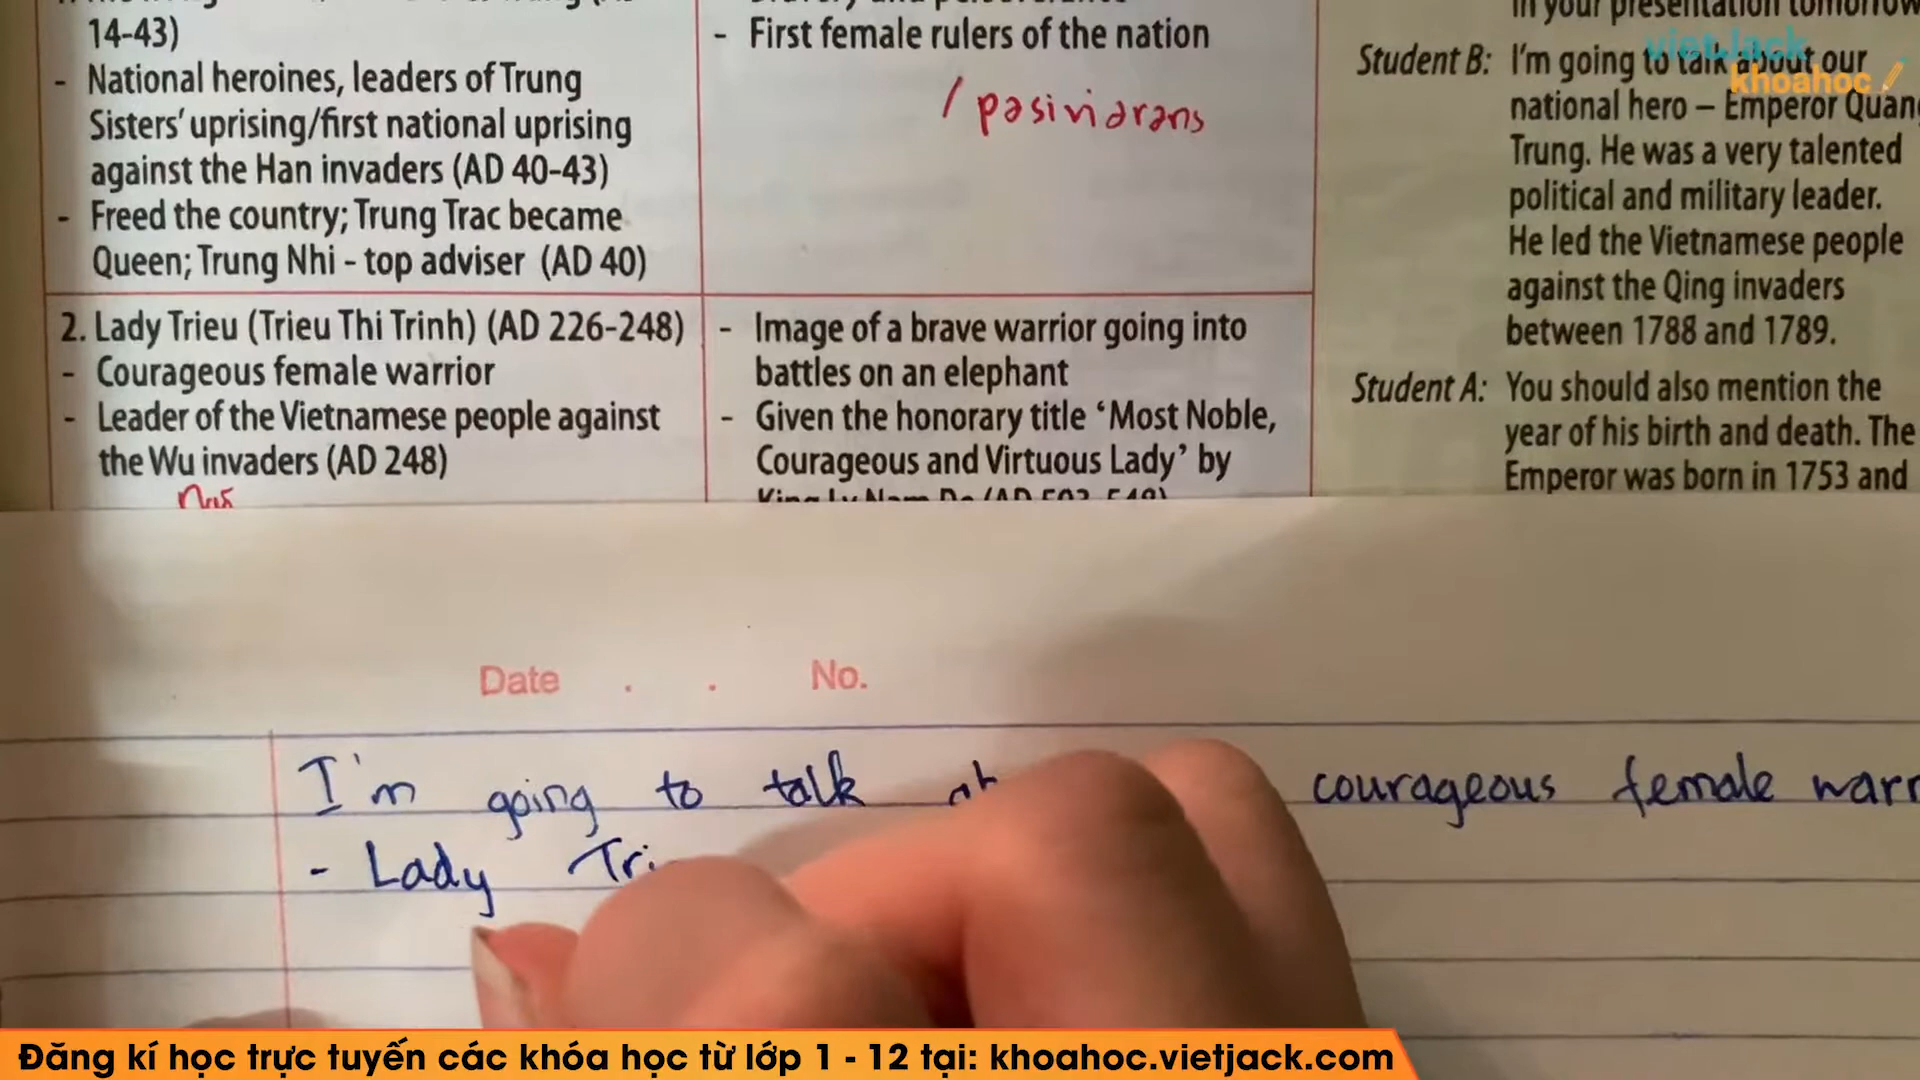 14-43)
- National heroines, leaders of Trung
Sisters' uprising/first national uprising
against the Han invaders (AD 40-43)
- Freed the country; Trung Trac became
Queen; Trung Nhi - top adviser (AD 40)
- First female rulers of the nation
2. Lady Trieu (Trieu Thi Trinh) (AD 226-248)
- Courageous female warrior
- Leader of the Vietnamese people against
the Wu invaders (AD 248)
- Image of a brave warrior going into
battles on an elephant
- Given the honorary title ‘Most Noble,
Courageous and Virtuous Lady’ by
in your presentation tomorrow
Student B: I'm going to talk about our
national hero – Emperor Quang
Trung. He was a very talented
political and military leader.
He led the Vietnamese people
against the Qing invaders
between 1788 and 1789.
Student A: You should also mention the
year of his birth and death. The
Emperor was born in 1753 and
vietJack
khoahoc
Date . . No.
I'm going to talk courageous female
- Lady
Đăng kí học trực tuyến các khóa học từ lớp 1 - 12 tại: khoahoc.vietjack.com